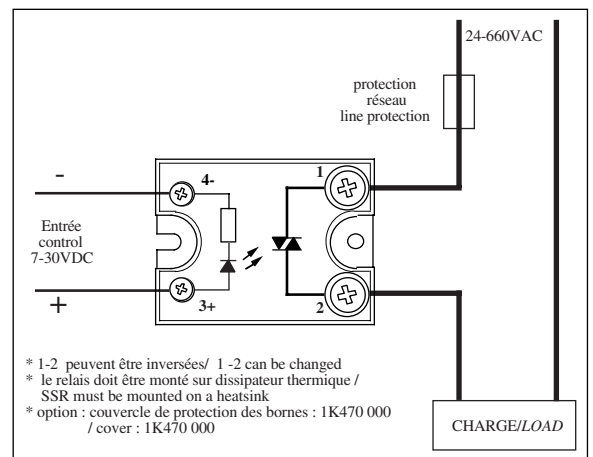 24-660VAC
protection
réseau
line protection
-
4-
1
Entrée
control
7-30VDC
+
3+
2
* 1-2 peuvent être inversées/ 1 -2 can be changed
* le relais doit être monté sur dissipateur thermique /
SSR must be mounted on a heatsink
* option : couvercle de protection des bornes : 1K470 000
/ cover : 1K470 000
CHARGE/LOAD